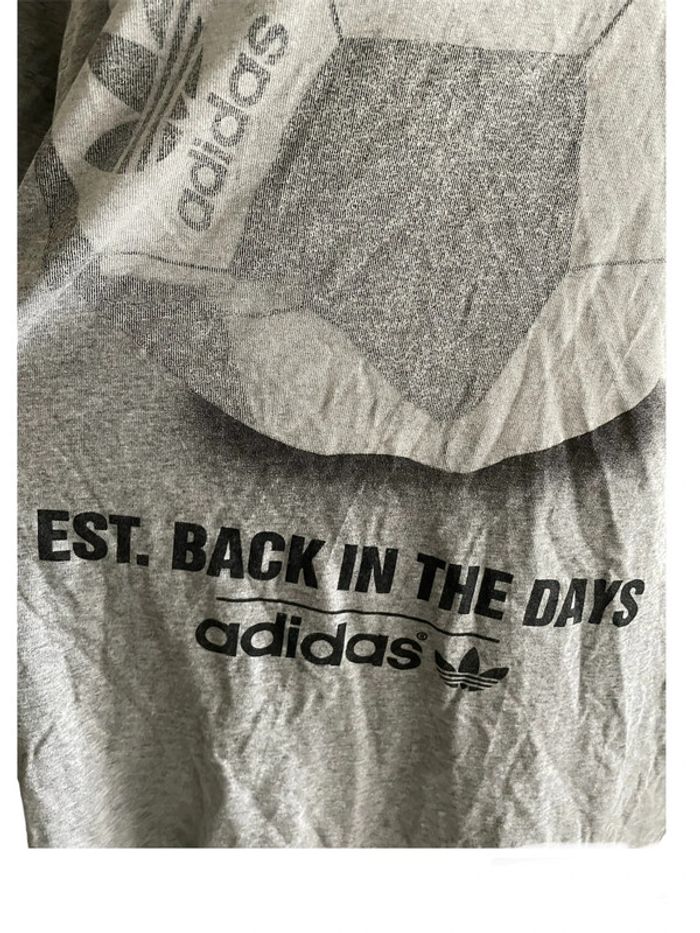 adidas
EST. BACK IN THE DAYS
adidas®